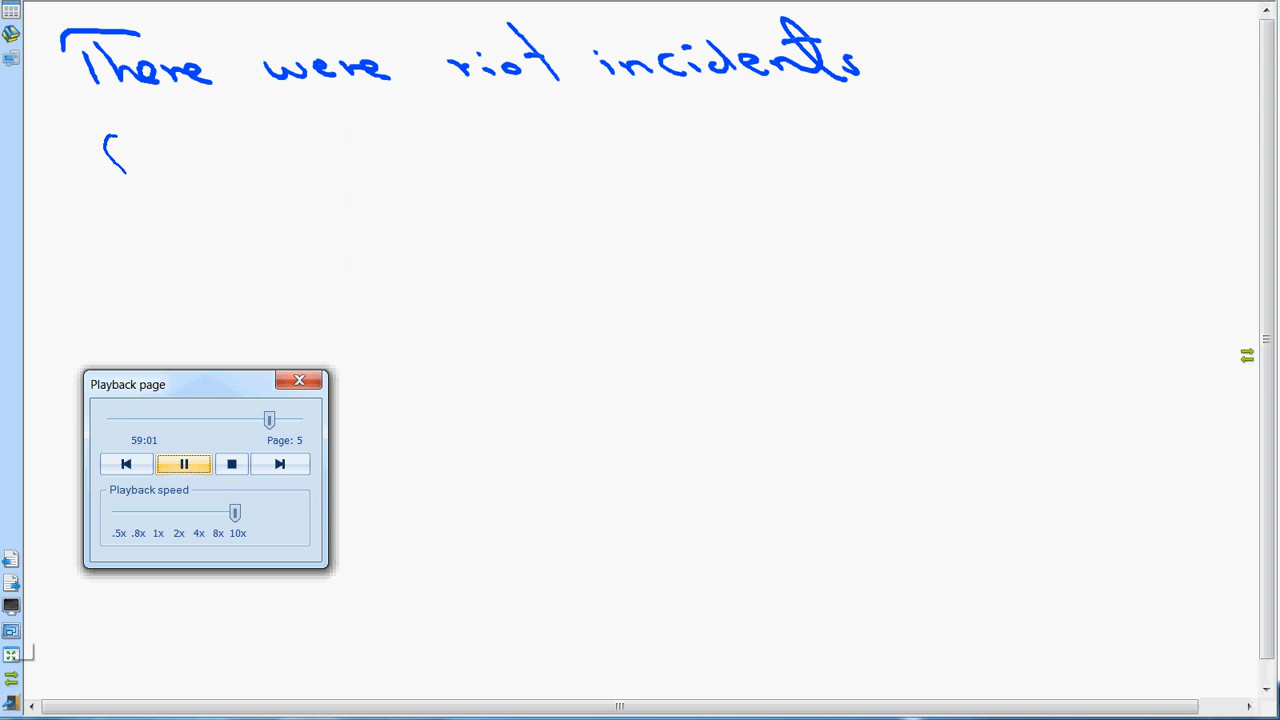 There were riot incidents
Playback page
59:01 Page: 5
Playback speed
.5x .8x 1x 2x 4x 8x 10x